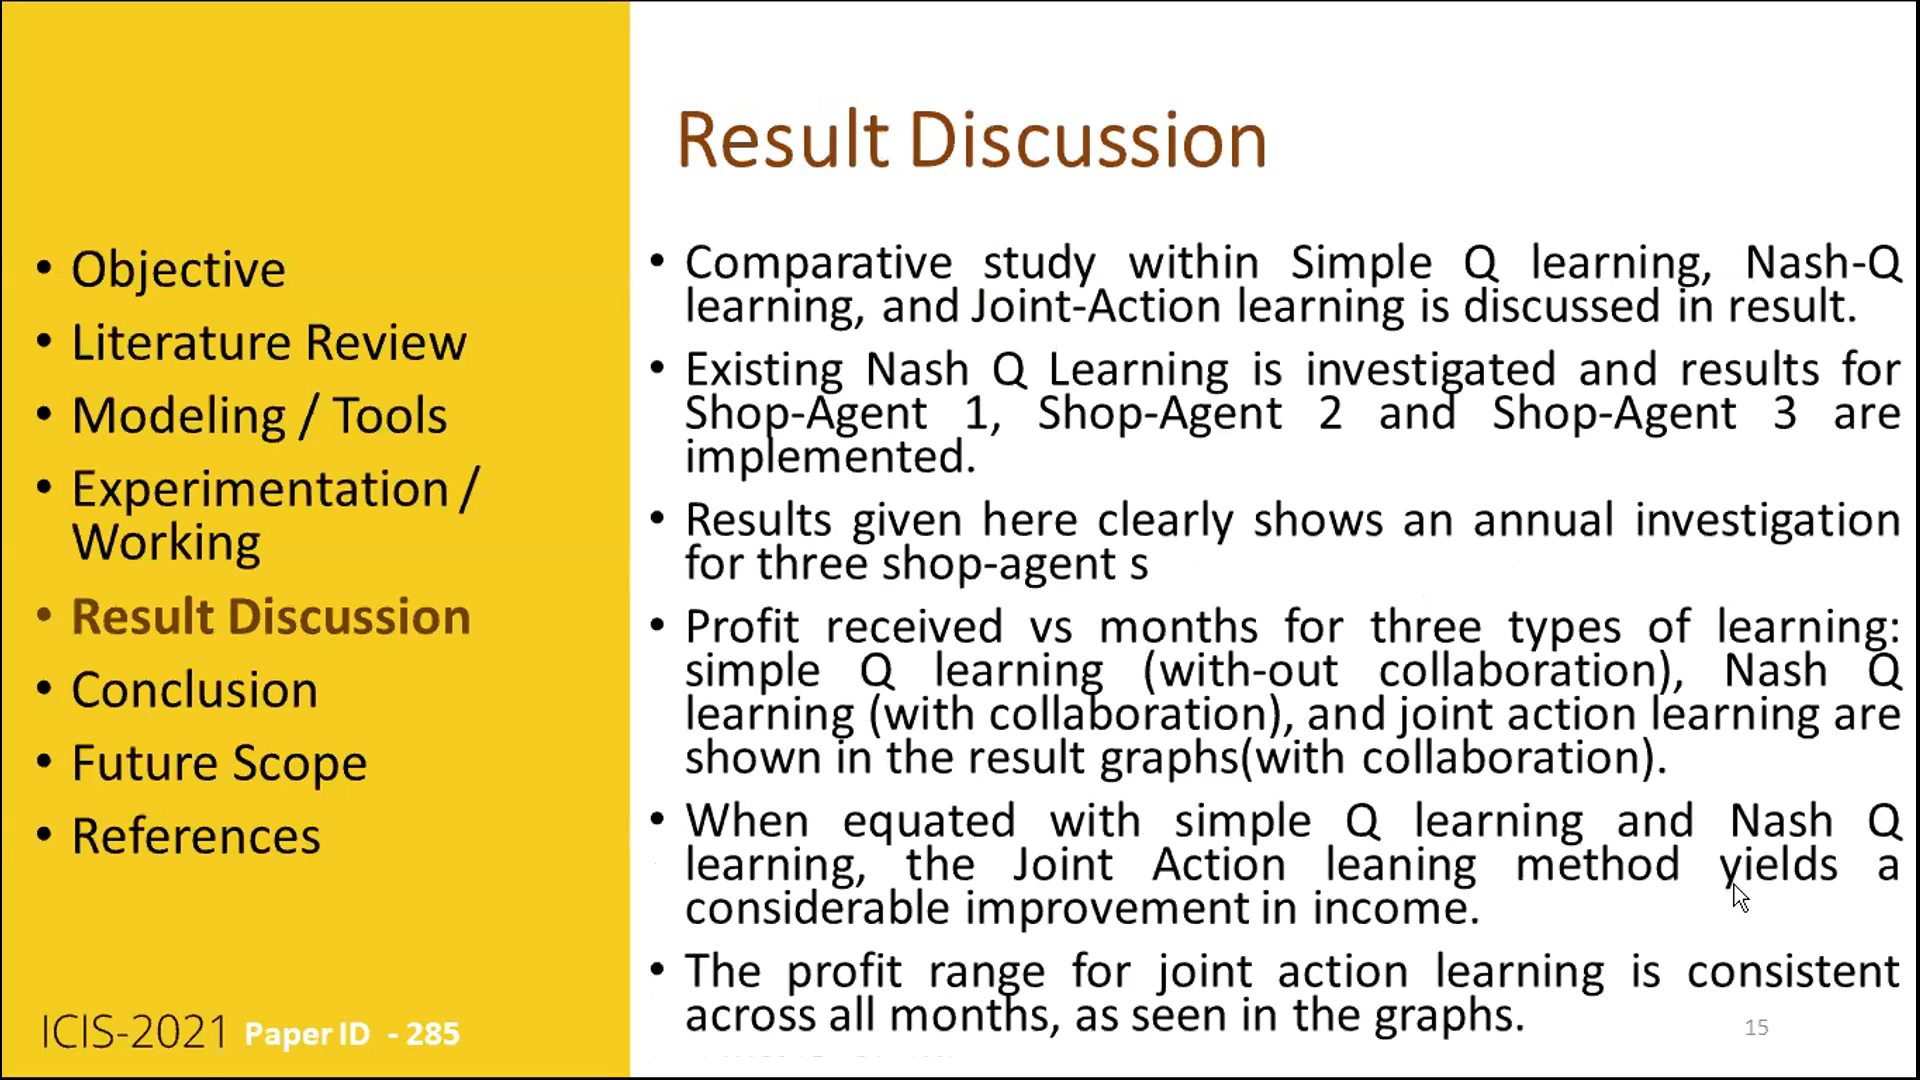 • Objective
• Literature Review
• Modeling / Tools
• Experimentation /
Working
• Result Discussion
• Conclusion
• Future Scope
• References
ICIS-2021 Paper ID - 285
Result Discussion
• Comparative study within Simple Q learning, Nash-Q
learning, and Joint-Action learning is discussed in result.
• Existing Nash Q Learning is investigated and results for
Shop-Agent 1, Shop-Agent 2 and Shop-Agent 3 are
implemented.
• Results given here clearly shows an annual investigation
for three shop-agent s
• Profit received vs months for three types of learning:
simple Q learning (with-out collaboration), Nash Q
learning (with collaboration), and joint action learning are
shown in the result graphs(with collaboration).
• When equated with simple Q learning and Nash Q
learning, the Joint Action leaning method yields a
considerable improvement in income.
• The profit range for joint action learning is consistent
across all months, as seen in the graphs.
15